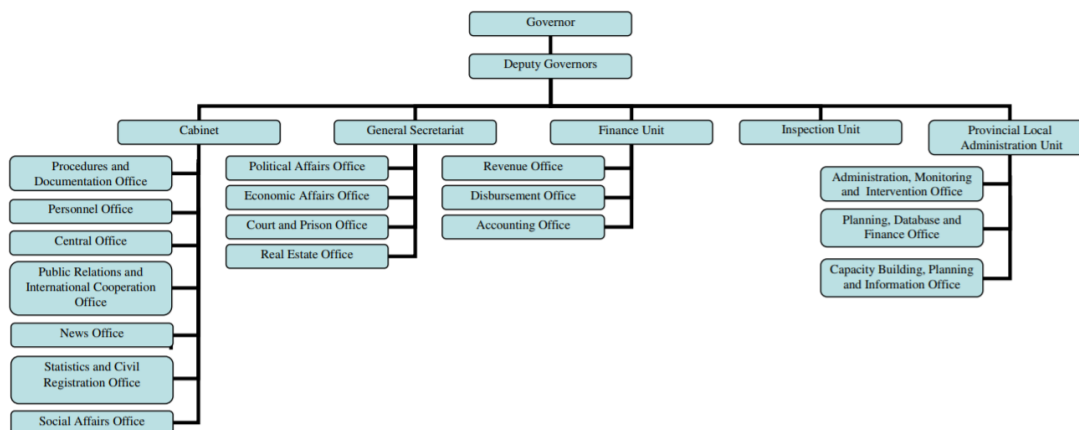 Governor
Deputy Governors
Cabinet
General Secretariat
Finance Unit
Inspection Unit
Provincial Local
Administration Unit
Procedures and
Documentation Office
Personnel Office
Central Office
Public Relations and
International Cooperation
Office
News Office
Statistics and Civil
Registration Office
Social Affairs Office
Political Affairs Office
Economic Affairs Office
Court and Prison Office
Real Estate Office
Revenue Office
Disbursement Office
Accounting Office
Administration, Monitoring
and Intervention Office
Planning, Database and
Finance Office
Capacity Building, Planning
and Information Office